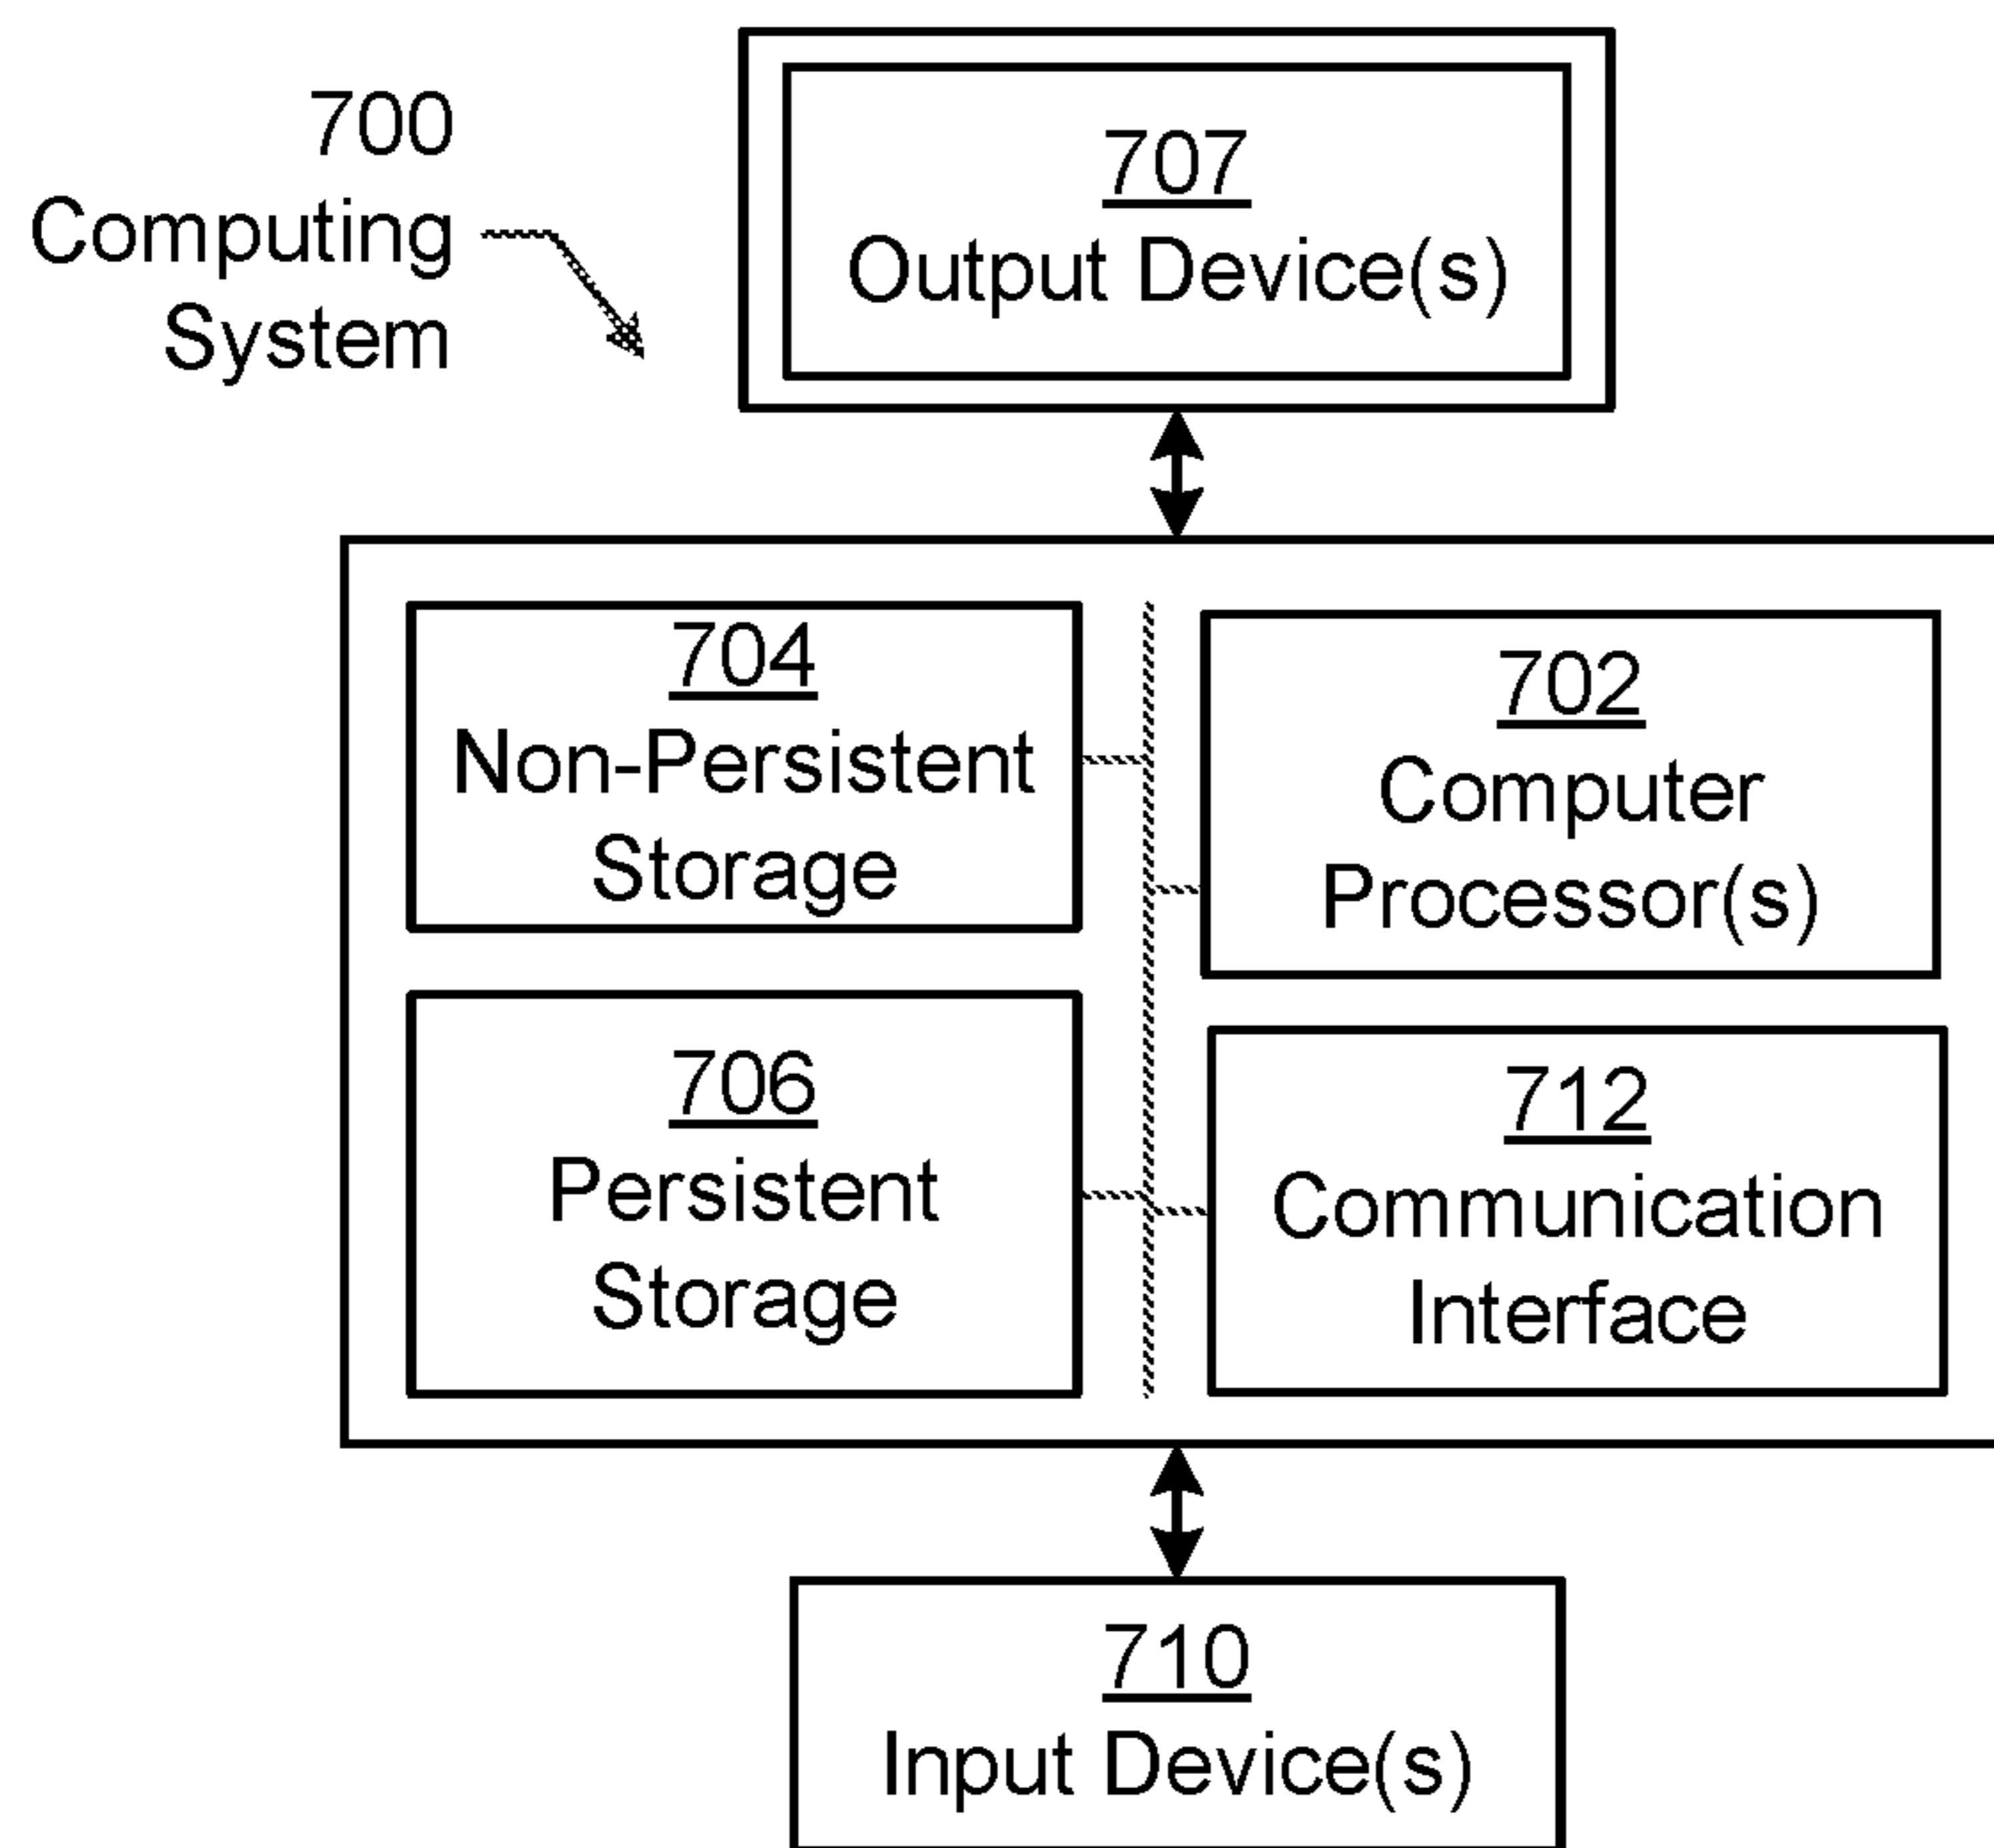 700
Computing
System
707
Output Device(s)
704
Non-Persistent
Storage
702
Computer
Processor(s)
706
Persistent
Storage
712
Communication
Interface
710
Input Device(s)